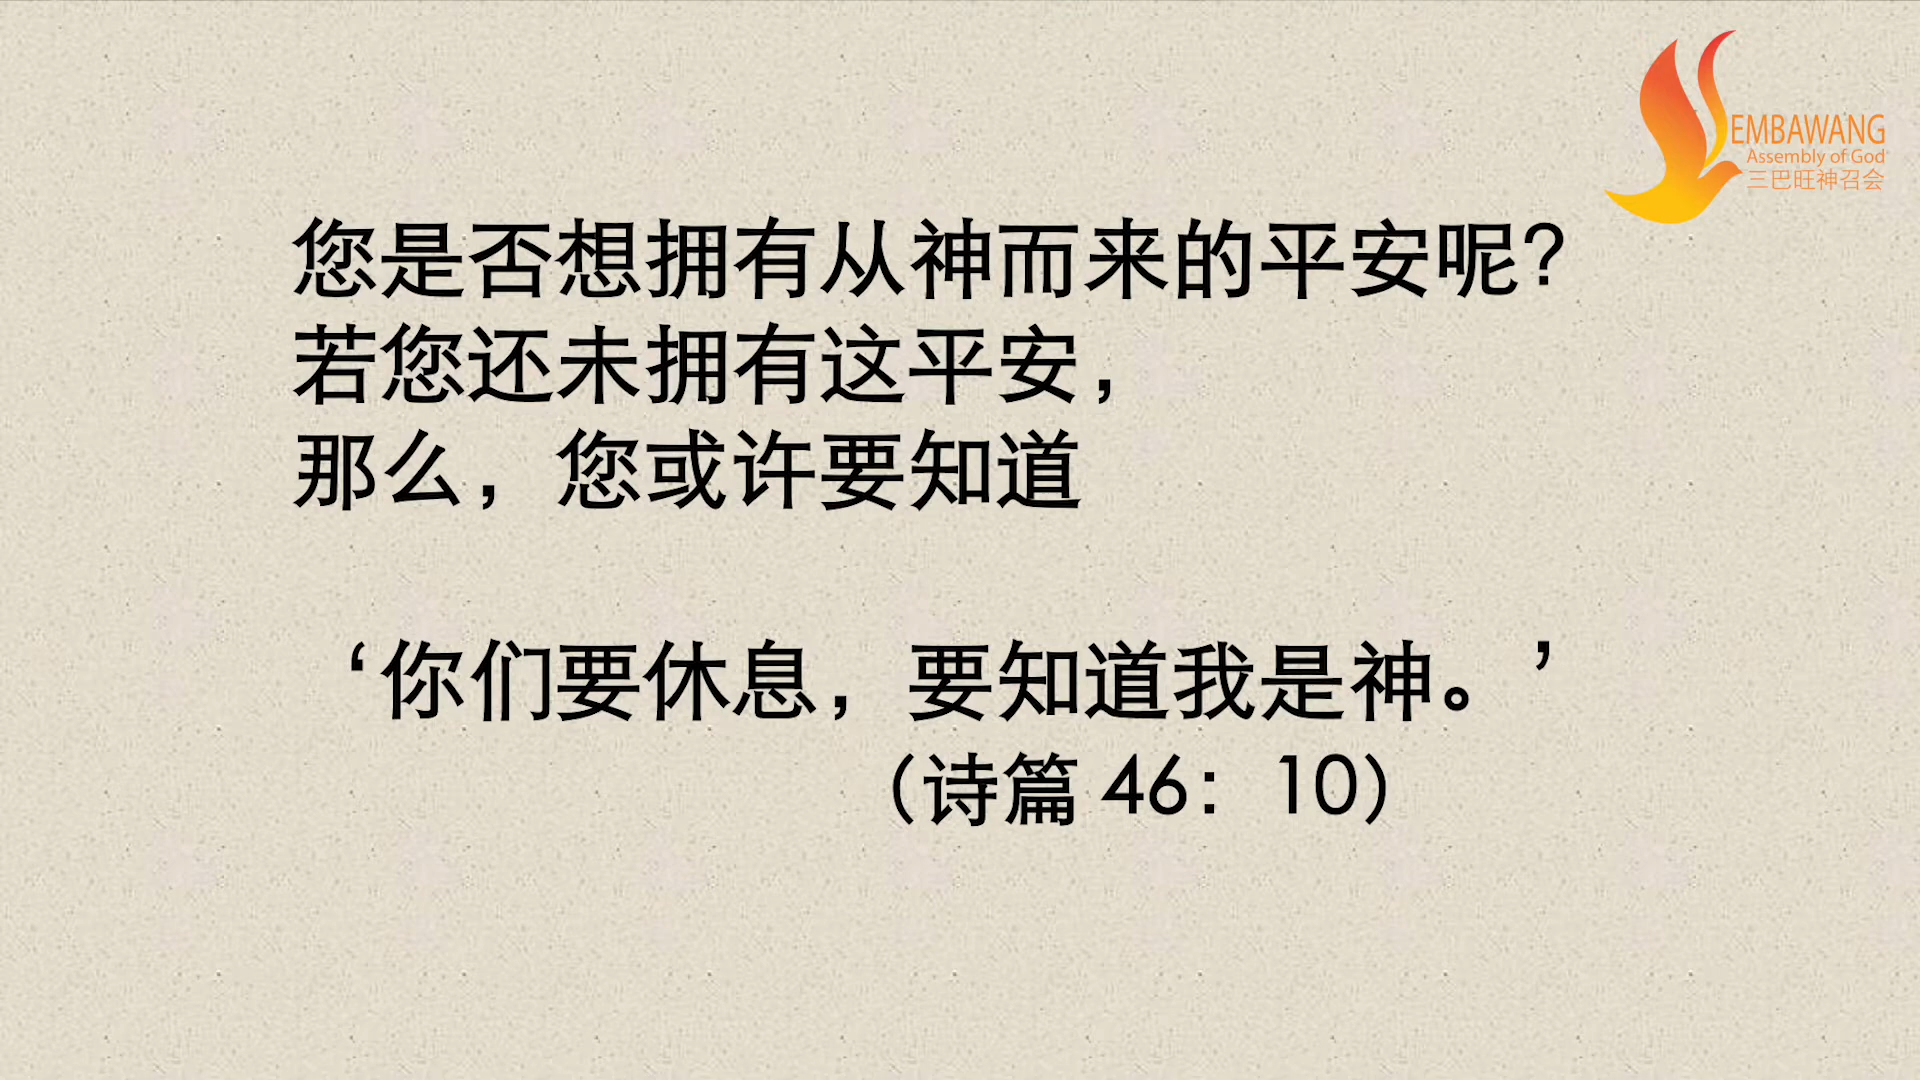 EMBAWANG
Assembly of God
三巴旺神召会
您是否想拥有从神而来的平安呢？
若您还未拥有这平安，
那么，您或许要知道
‘你们要休息，要知道我是神。’
（诗篇 46：10）